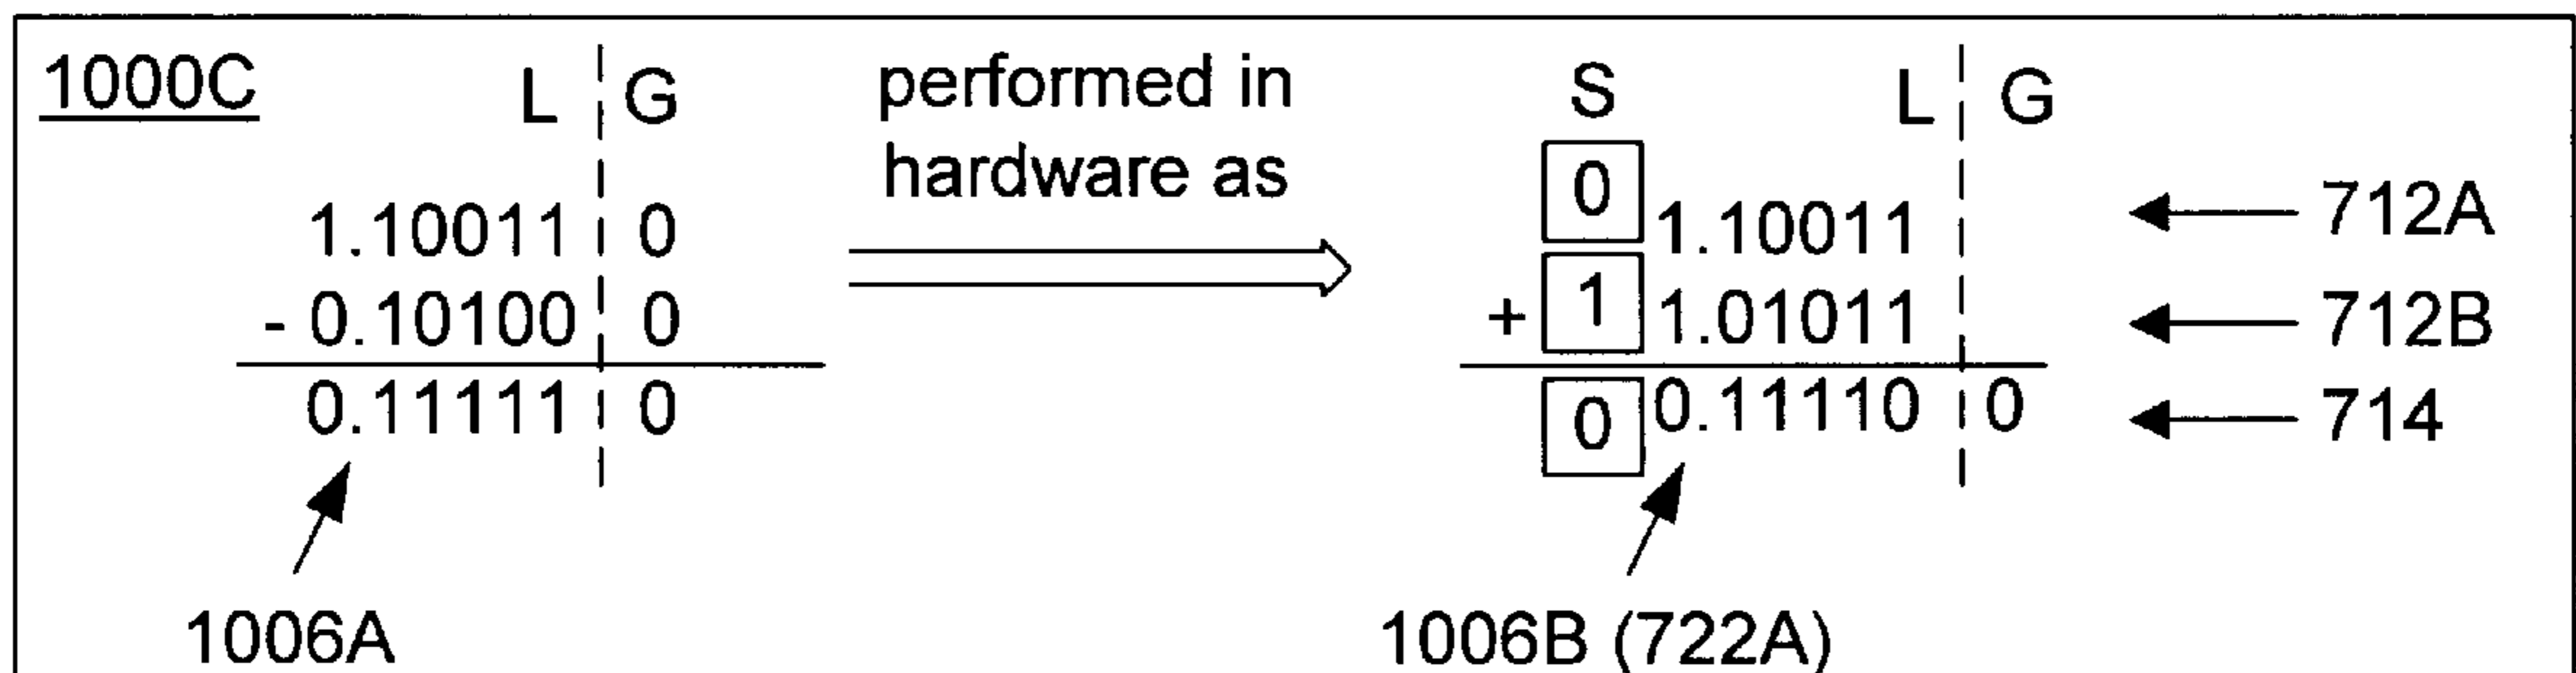 1000C L G performed in S L G
hardware as 0
1.10011 0 1.10011 712A
- 0.10100 0 + 1 1.01011 712B
0.11111 0 0 0.11110 0 714
1006A 1006B (722A)